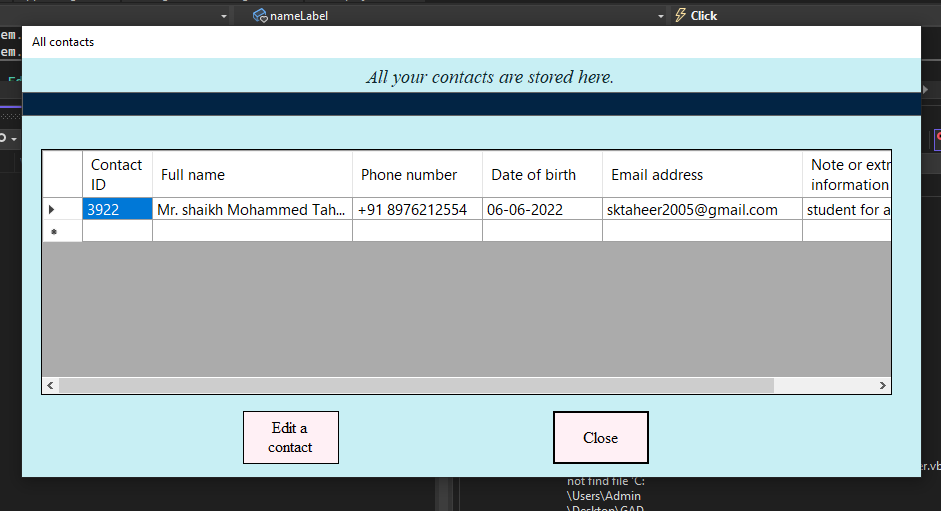 nameLabel
Click
em.
em.
All contacts
All your contacts are stored here.
Contact ID
Full name
Phone number
Date of birth
Email address
Note or extr
information
3922
Mr. shaikh Mohammed Tah...
+91 8976212554
06-06-2022
sktaheer2005@gmail.com
student for a
Edit a
contact
Close
er.vb
not find file 'C:
\Users\Admin
\Desktop\GAD